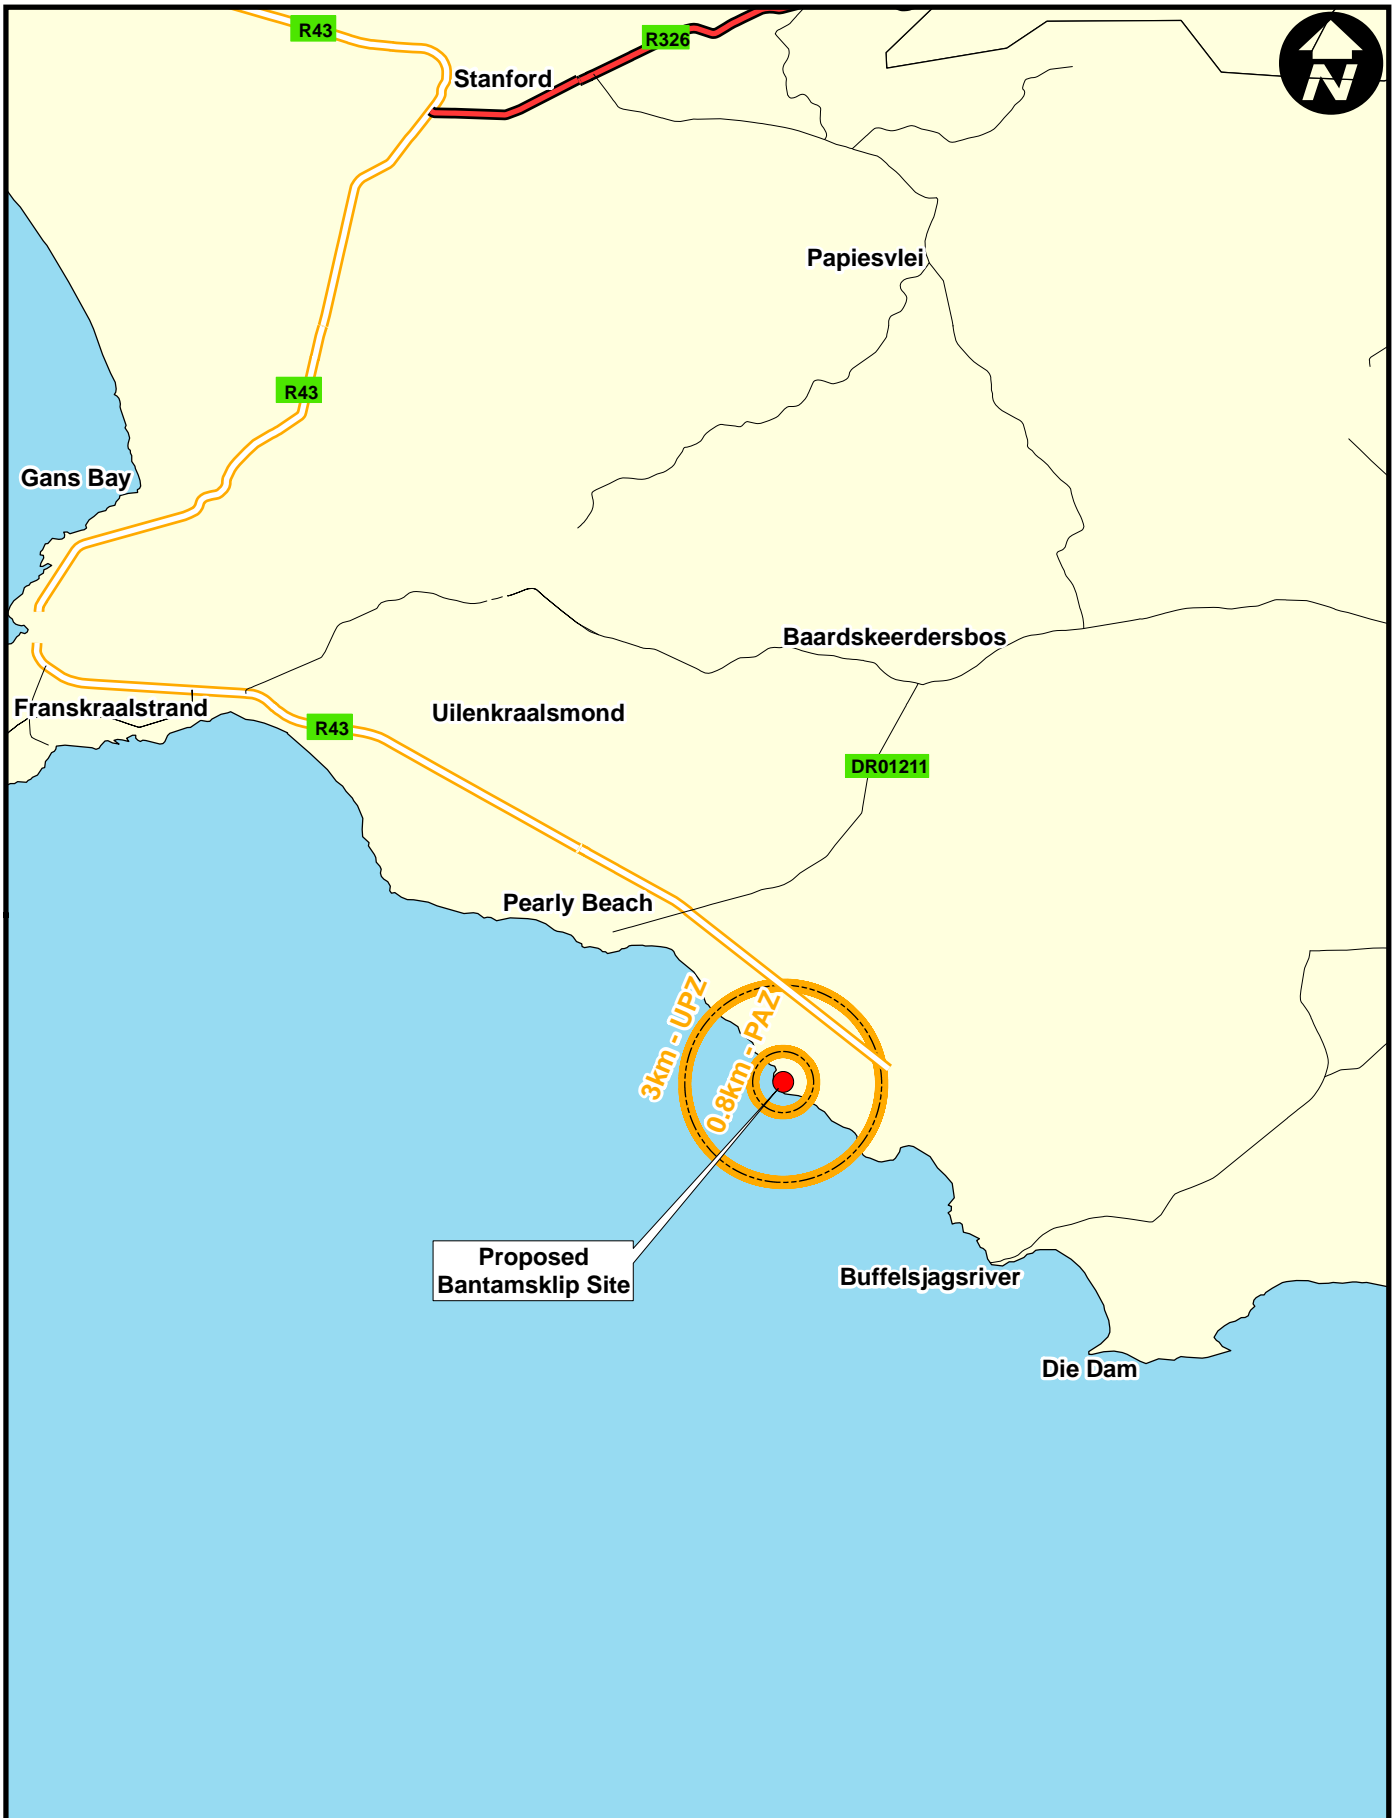 R43
R326
Stanford
N
Papiesvlei
R43
Gans Bay
Baardskeerdersbos
Franskraalstrand
Uilenkraalsmond
R43
DR01211
Pearly Beach
3km - UPZ
0.8km - PAZ
Proposed
Bantamsklip Site
Buffelsjagsriver
Die Dam